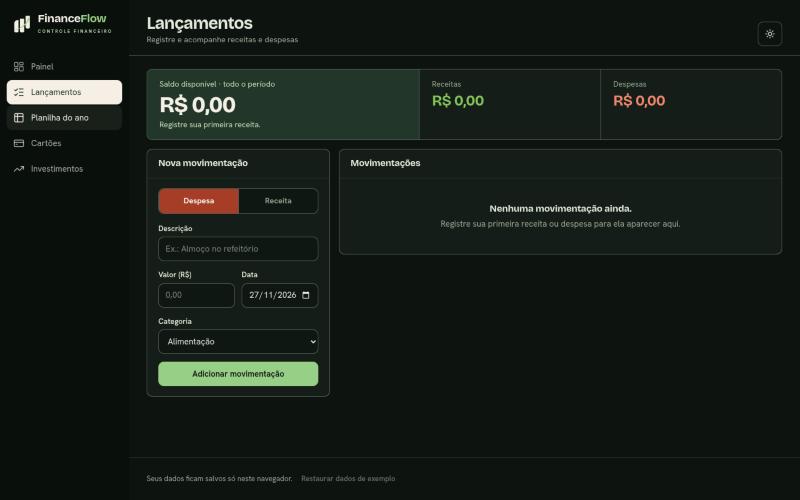 FinanceFlow
CONTROLE FINANCEIRO
Painel
Lançamentos
Planilha do ano
Cartões
Investimentos
Lançamentos
Registre e acompanhe receitas e despesas
Saldo disponível · todo o período
R$ 0,00
Registre sua primeira receita.
Receitas
R$ 0,00
Despesas
R$ 0,00
Nova movimentação
Despesa
Receita
Descrição
Ex.: Almoço no refeitório
Valor (R$)
Data
0,00
27/11/2026
Categoria
Alimentação
Adicionar movimentação
Movimentações
Nenhuma movimentação ainda.
Registre sua primeira receita ou despesa para ela aparecer aqui.
Seus dados ficam salvos só neste navegador.
Restaurar dados de exemplo